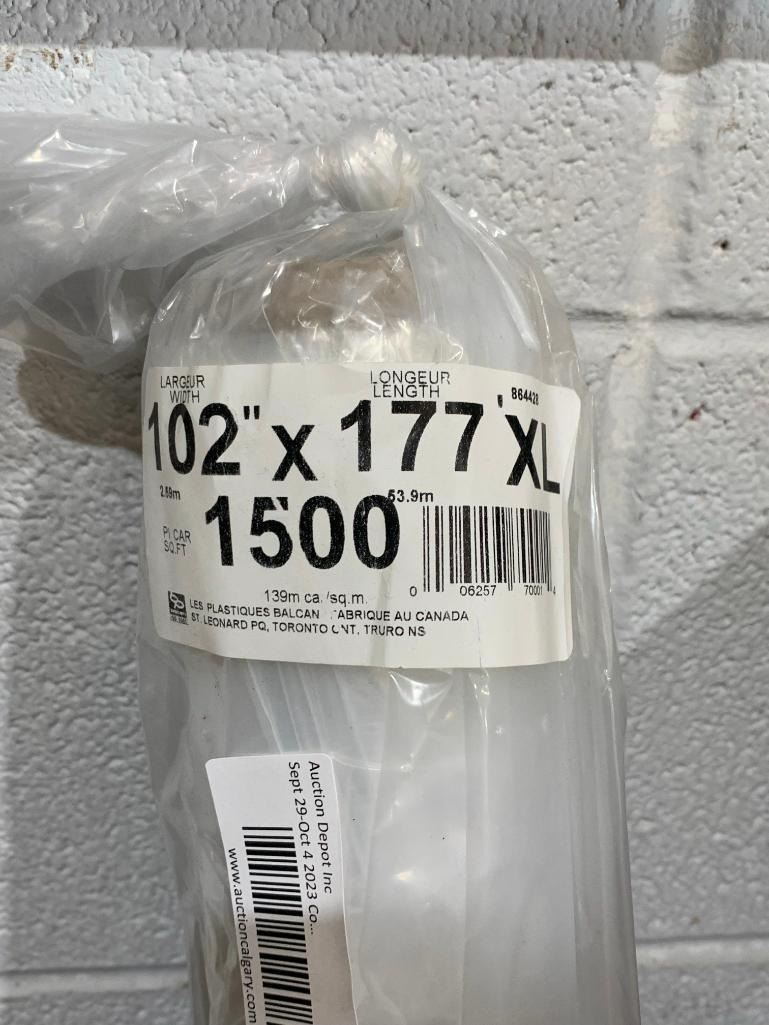 LARGEUR LONGEUR
WIDTH LENGTH 864428
102" x 177' XL
2.59m 53.9m
PI. CAR 1500
SQ.FT
139m ca./sq.m.
0 06257 70001 4
LES PLASTIQUES BALCAN FABRIQUE AU CANADA
ST. LEONARD PQ, TORONTO ONT. TRURO NS
Auction Depot Inc
Sept 29-Oct 4 2023 Co...
www.auctioncalgary.com